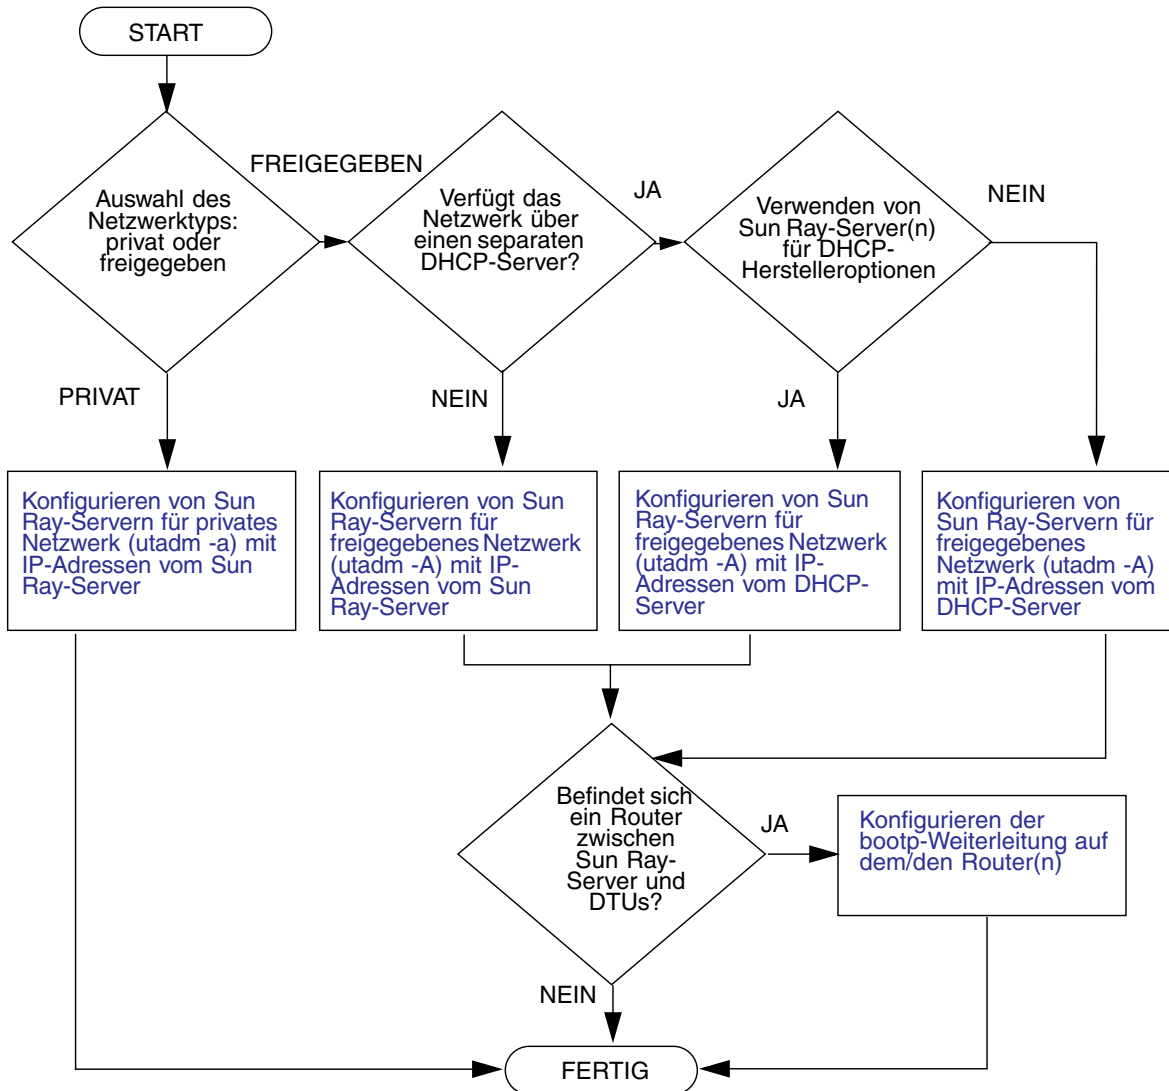 START
FREIGEGEBEN
Auswahl des
Netzwerktyps:
privat oder
freigegeben
Verfügt das
Netzwerk über
einen separaten
DHCP-Server?
JA
Verwenden von
Sun Ray-Server(n)
für DHCP-
Herstelleroptionen
NEIN
PRIVAT
NEIN
JA
Konfigurieren von Sun
Ray-Servern für privates
Netzwerk (utadm -a) mit
IP-Adressen vom Sun
Ray-Server
Konfigurieren von Sun
Ray-Servern für
freigegebenes Netzwerk
(utadm -A) mit IP-
Adressen vom Sun
Ray-Server
Konfigurieren von Sun
Ray-Servern für
freigegebenes Netzwerk
(utadm -A) mit IP-
Adressen vom DHCP-
Server
Konfigurieren von
Sun Ray-Servern für
freigegebenes
Netzwerk (utadm -A)
mit IP-Adressen vom
DHCP-Server
Befindet sich
ein Router
zwischen
Sun Ray-
Server und
DTUs?
JA
Konfigurieren der
bootp-Weiterleitung auf
dem/den Router(n)
NEIN
FERTIG